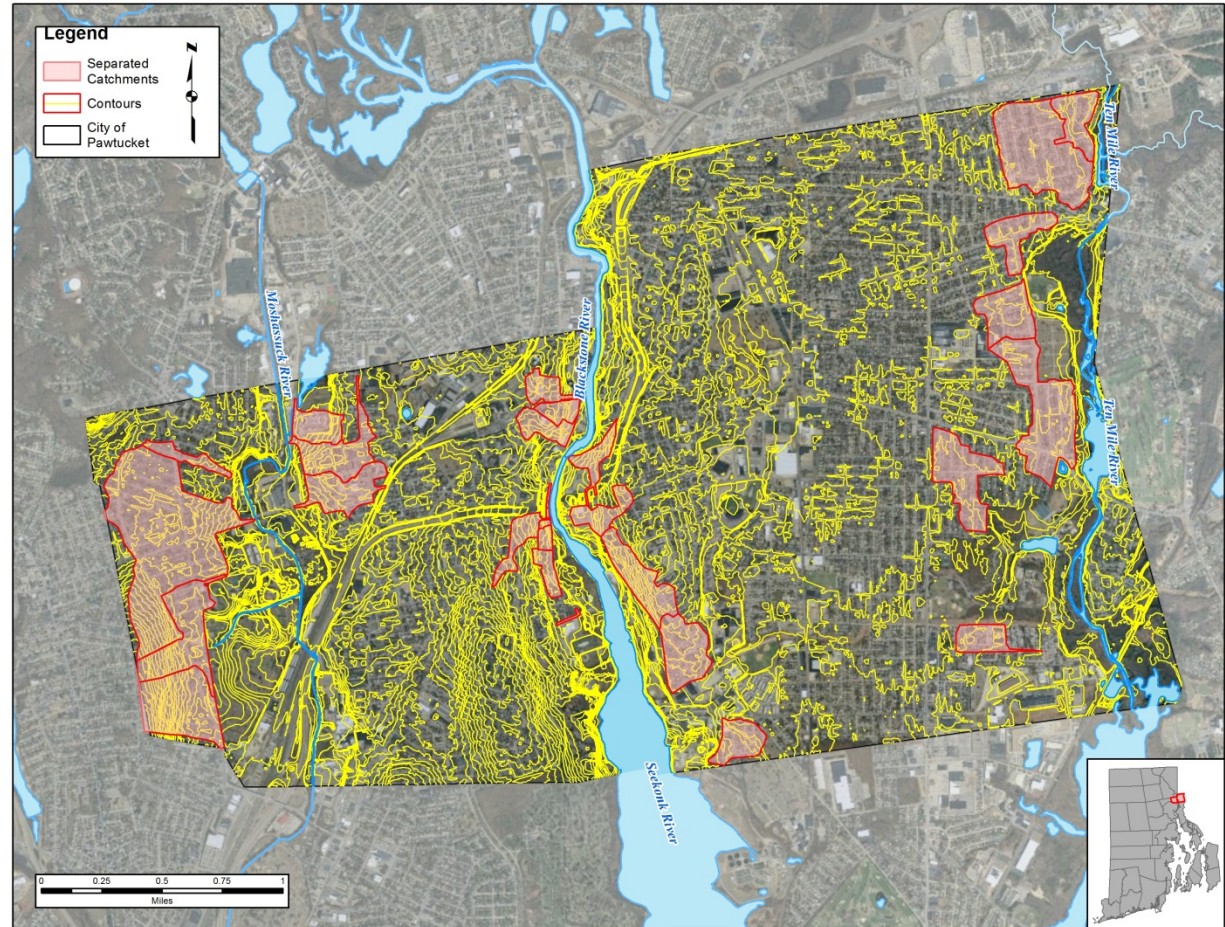 Legend
Separated
Catchments
Contours
City of
Pawtucket
N
Ten Mile River
Moshassuck River
Blackstone River
Ten Mile River
Seekonk River
0 0.25 0.5 0.75 1
Miles